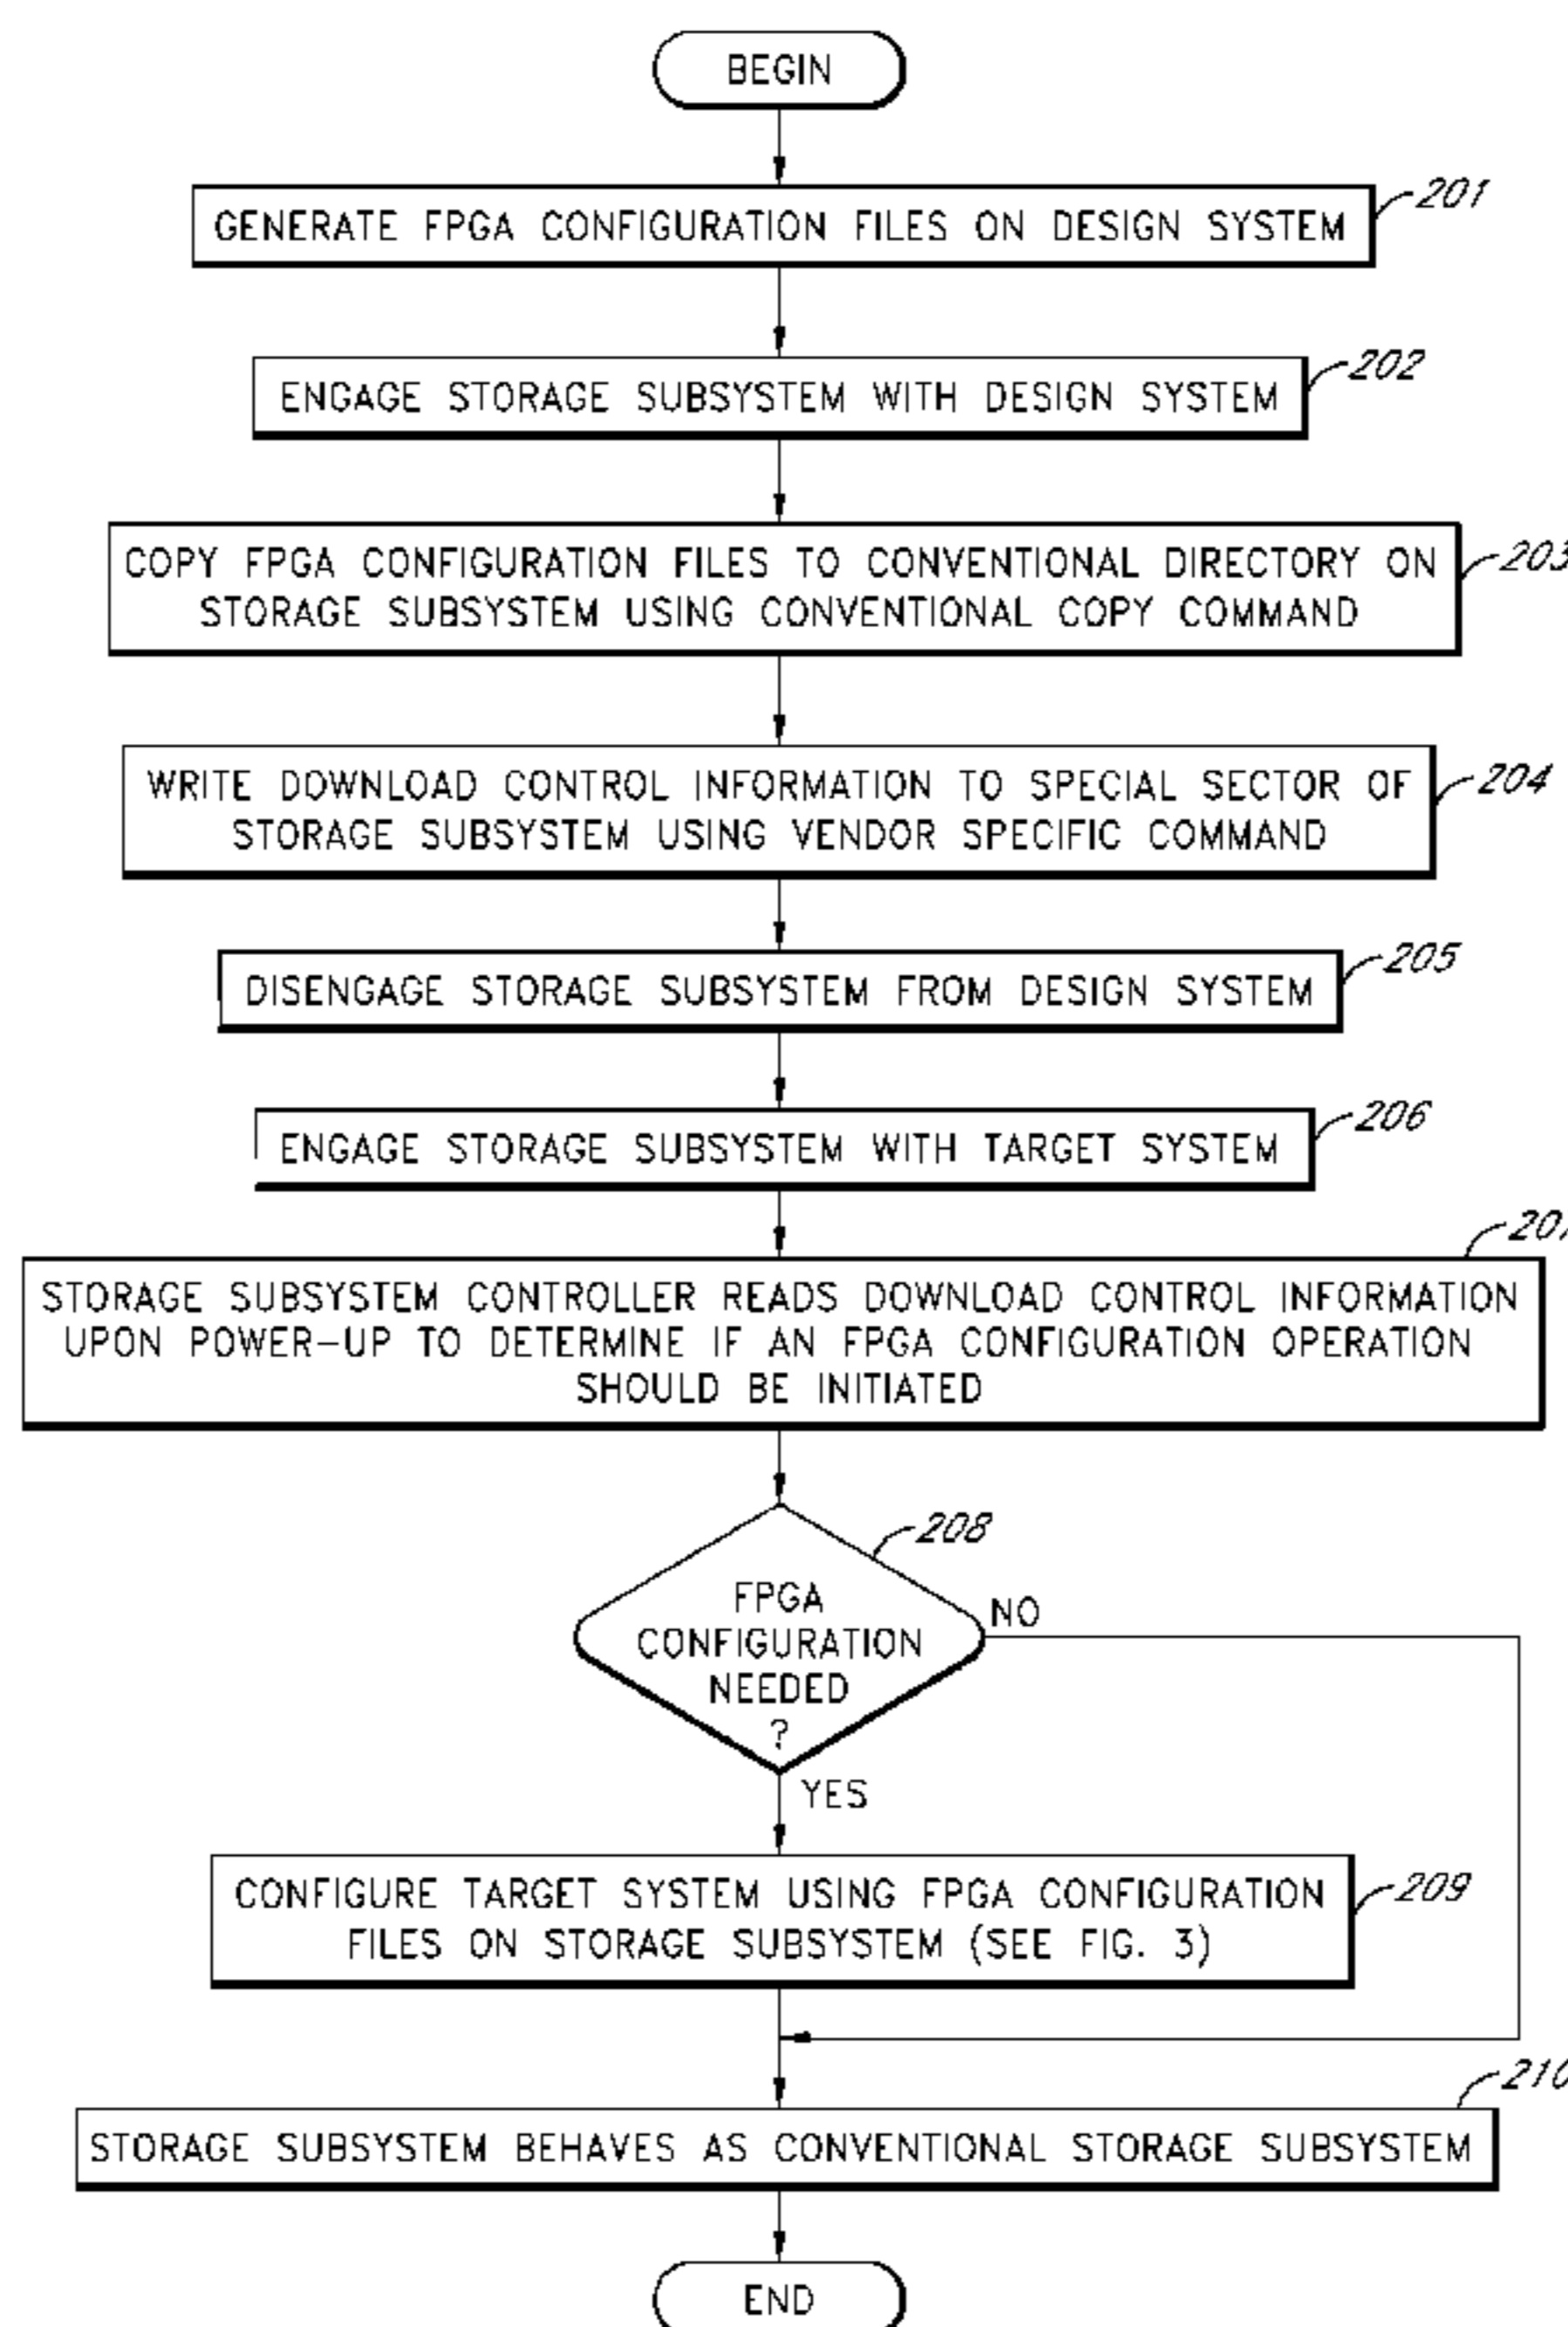 BEGIN
GENERATE FPGA CONFIGURATION FILES ON DESIGN SYSTEM
201
ENGAGE STORAGE SUBSYSTEM WITH DESIGN SYSTEM
202
COPY FPGA CONFIGURATION FILES TO CONVENTIONAL DIRECTORY ON
STORAGE SUBSYSTEM USING CONVENTIONAL COPY COMMAND
203
WRITE DOWNLOAD CONTROL INFORMATION TO SPECIAL SECTOR OF
STORAGE SUBSYSTEM USING VENDOR SPECIFIC COMMAND
204
DISENGAGE STORAGE SUBSYSTEM FROM DESIGN SYSTEM
205
ENGAGE STORAGE SUBSYSTEM WITH TARGET SYSTEM
206
207
STORAGE SUBSYSTEM CONTROLLER READS DOWNLOAD CONTROL INFORMATION
UPON POWER-UP TO DETERMINE IF AN FPGA CONFIGURATION OPERATION
SHOULD BE INITIATED
208
FPGA
CONFIGURATION
NEEDED
?
NO
YES
CONFIGURE TARGET SYSTEM USING FPGA CONFIGURATION
FILES ON STORAGE SUBSYSTEM (SEE FIG. 3)
209
210
STORAGE SUBSYSTEM BEHAVES AS CONVENTIONAL STORAGE SUBSYSTEM
END